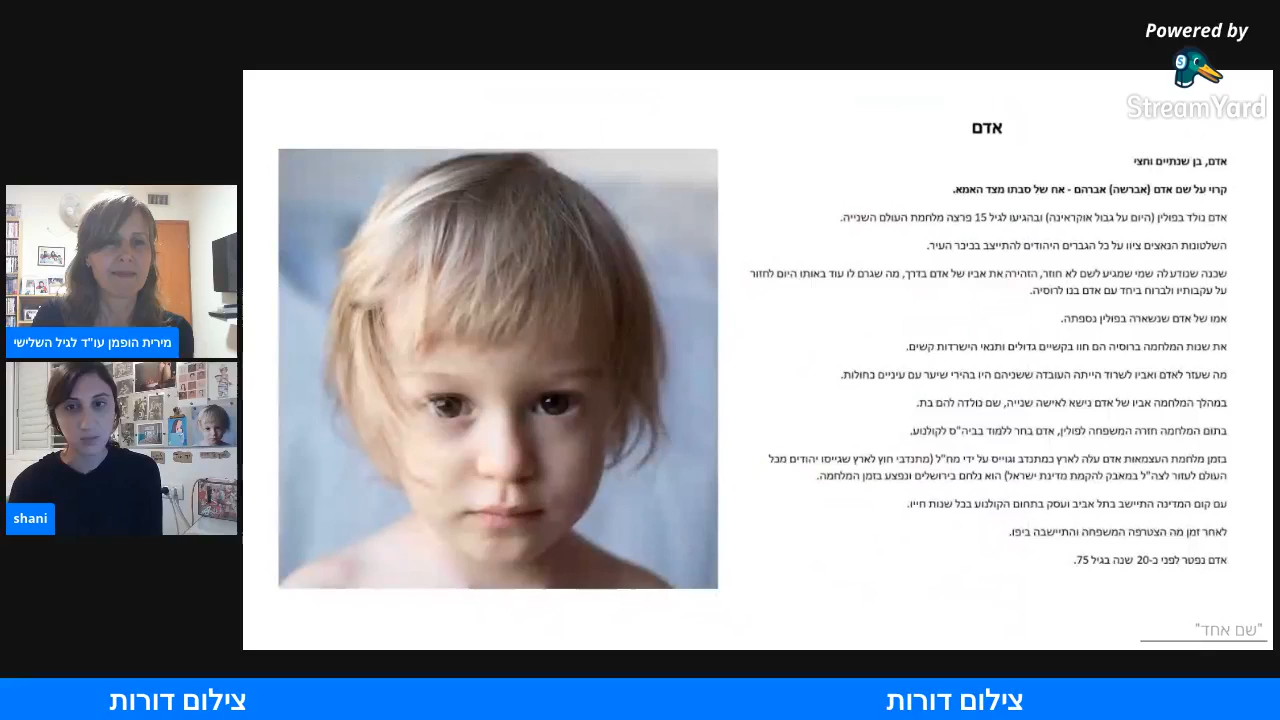 Powered by
StreamYard
אדם
אדם, בן שנתיים וחצי
קרוי על שם אדם (אברשה) אברהם - אח של סבתו מצד האמא.
אדם נולד בפולין (היום על גבול אוקראינה) ובהגיעו לגיל 15 פרצה מלחמת העולם השנייה.
השלטונות הנאצים ציוו על כל הגברים היהודים להתייצב בכיכר העיר.
שכנה שנודע לה שמי שמגיע לשם לא חוזר, הזהירה את אביו של אדם בדרך, מה שגרם לו עוד באותו היום לחזור
על עקבותיו ולברוח ביחד עם אדם בנו לרוסיה.
אמו של אדם שנשארה בפולין נספתה.
את שנות המלחמה ברוסיה הם חוו בקשיים גדולים ותנאי הישרדות קשים.
מה שעזר לאדם ואביו לשרוד הייתה העובדה ששניהם היו בהירי שיער עם עיניים כחולות.
במהלך המלחמה אביו של אדם נישא לאישה שנייה, שם נולדה להם בת.
בתום המלחמה חזרה המשפחה לפולין, אדם בחר ללמוד בביה"ס לקולנוע.
בזמן מלחמת העצמאות אדם עלה לארץ כמתנדב וגוייס על ידי מח"ל (מתנדבי חוץ לארץ שגייסו יהודים מכל
העולם לעזור לצה"ל במאבק להקמת מדינת ישראל) הוא נלחם בירושלים ונפצע בזמן המלחמה.
עם קום המדינה התיישב בתל אביב ועסק בתחום הקולנוע בכל שנות חייו.
לאחר זמן מה הצטרפה המשפחה והתיישבה ביפו.
אדם נפטר לפני כ-20 שנה בגיל 75.
"שם אחד"
מירית הופמן עו"ד לגיל השלישי
shani
צילום דורות
צילום דורות